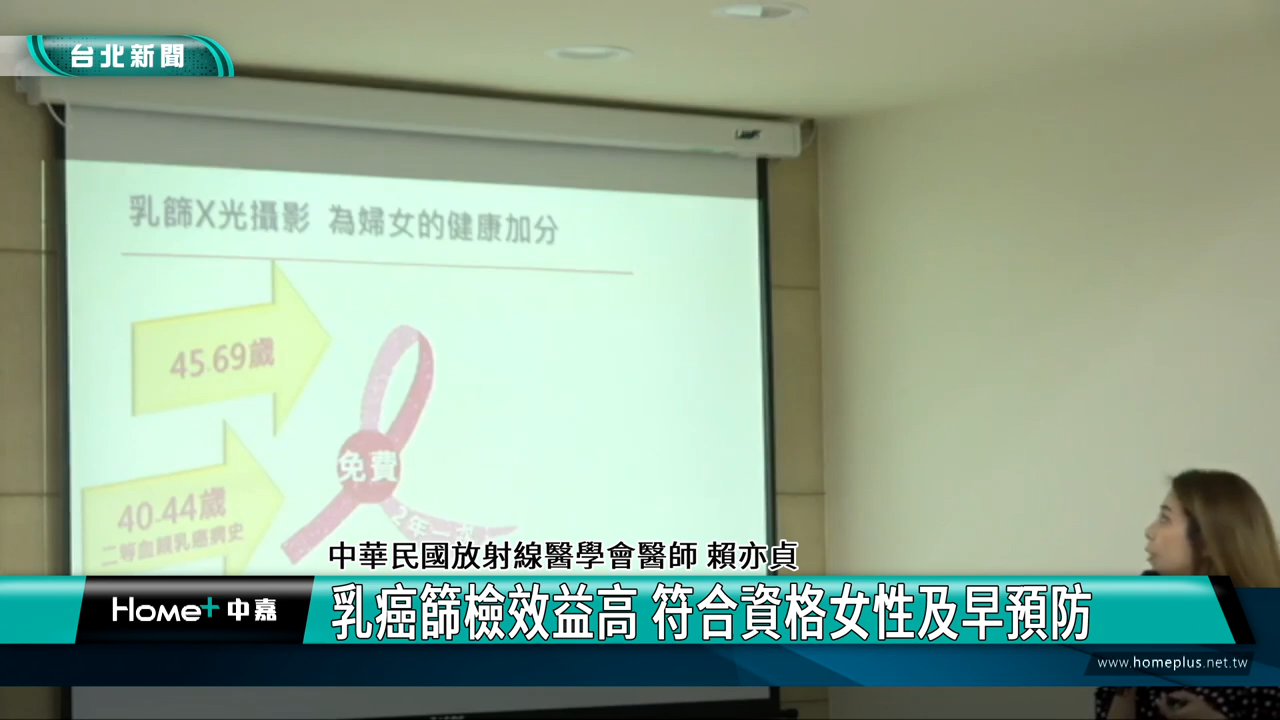 台北新聞
乳篩X光攝影 為婦女的健康加分
45-69歲
免費
40-44歲
二等血親乳癌病史
2年一
中華民國放射線醫學會醫師 賴亦貞
Home+ 中嘉
乳癌篩檢效益高 符合資格女性及早預防
www.homeplus.net.tw